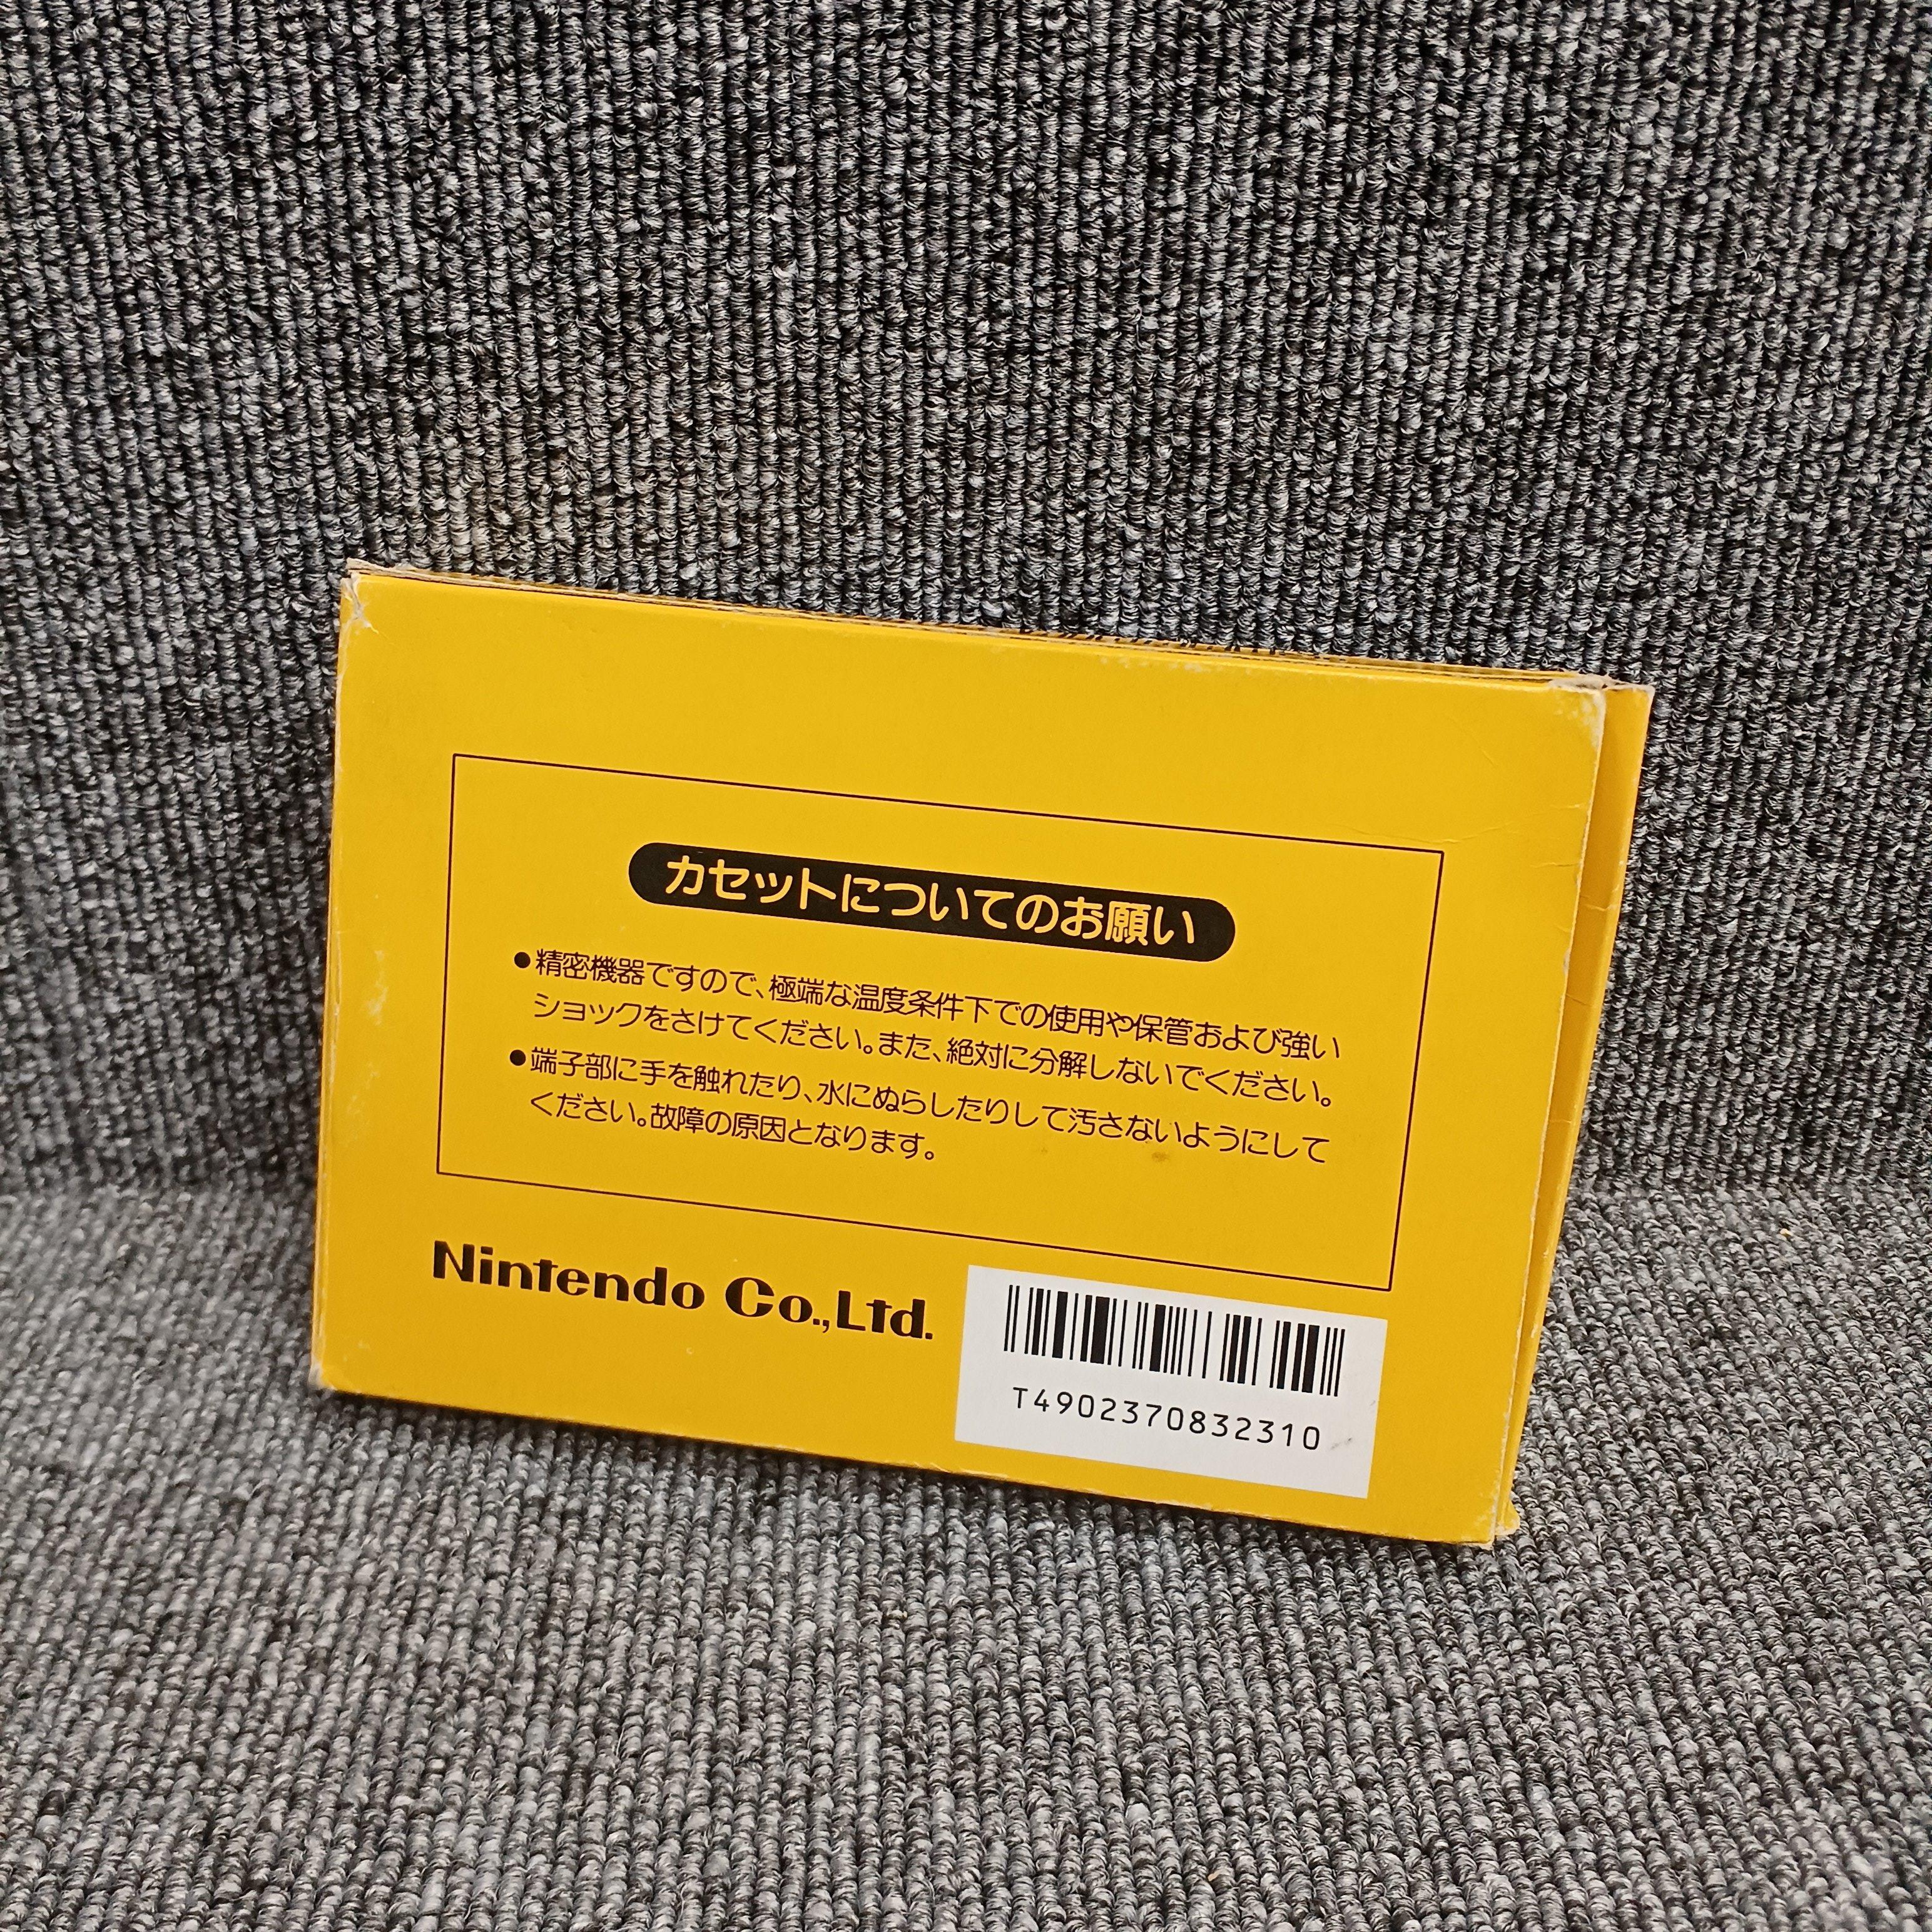 カセットについてのお願い
●精密機器ですので、極端な温度条件下での使用や保管および強い
ショックをさけてください。また、絶対に分解しないでください。
●端子部に手を触れたり、水にぬらしたりして汚さないようにして
ください。故障の原因となります。
Nintendo Co.,Ltd.
T4902370832310